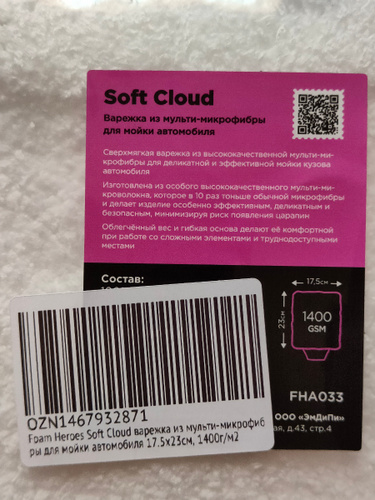 Soft Cloud
Варежка из мульти-микрофибры
для мойки автомобиля
Сверхмягкая варежка из высококачественной мульти-ми-
крофибры для деликатной и эффективной мойки кузова
автомобиля
Изготовлена из особого высококачественного мульти-ми-
кроволокна, которое в 10 раз тоньше обычной микрофибры
и делает изделие особенно эффективным, деликатным и
безопасным, минимизируя риск появления царапин
Облегчённый вес и гибкая основа делают её комфортной
при работе со сложными элементами и труднодоступными
местами
Состав:
17,5см
23см
1400
GSM
FHA033
ООО «ЭмДиПи»
д.43, стр.4
OZN1467932871
Foam Heroes Soft Cloud варежка из мульти-микрофиб
ры для мойки автомобиля 17.5x23см, 1400г/м2